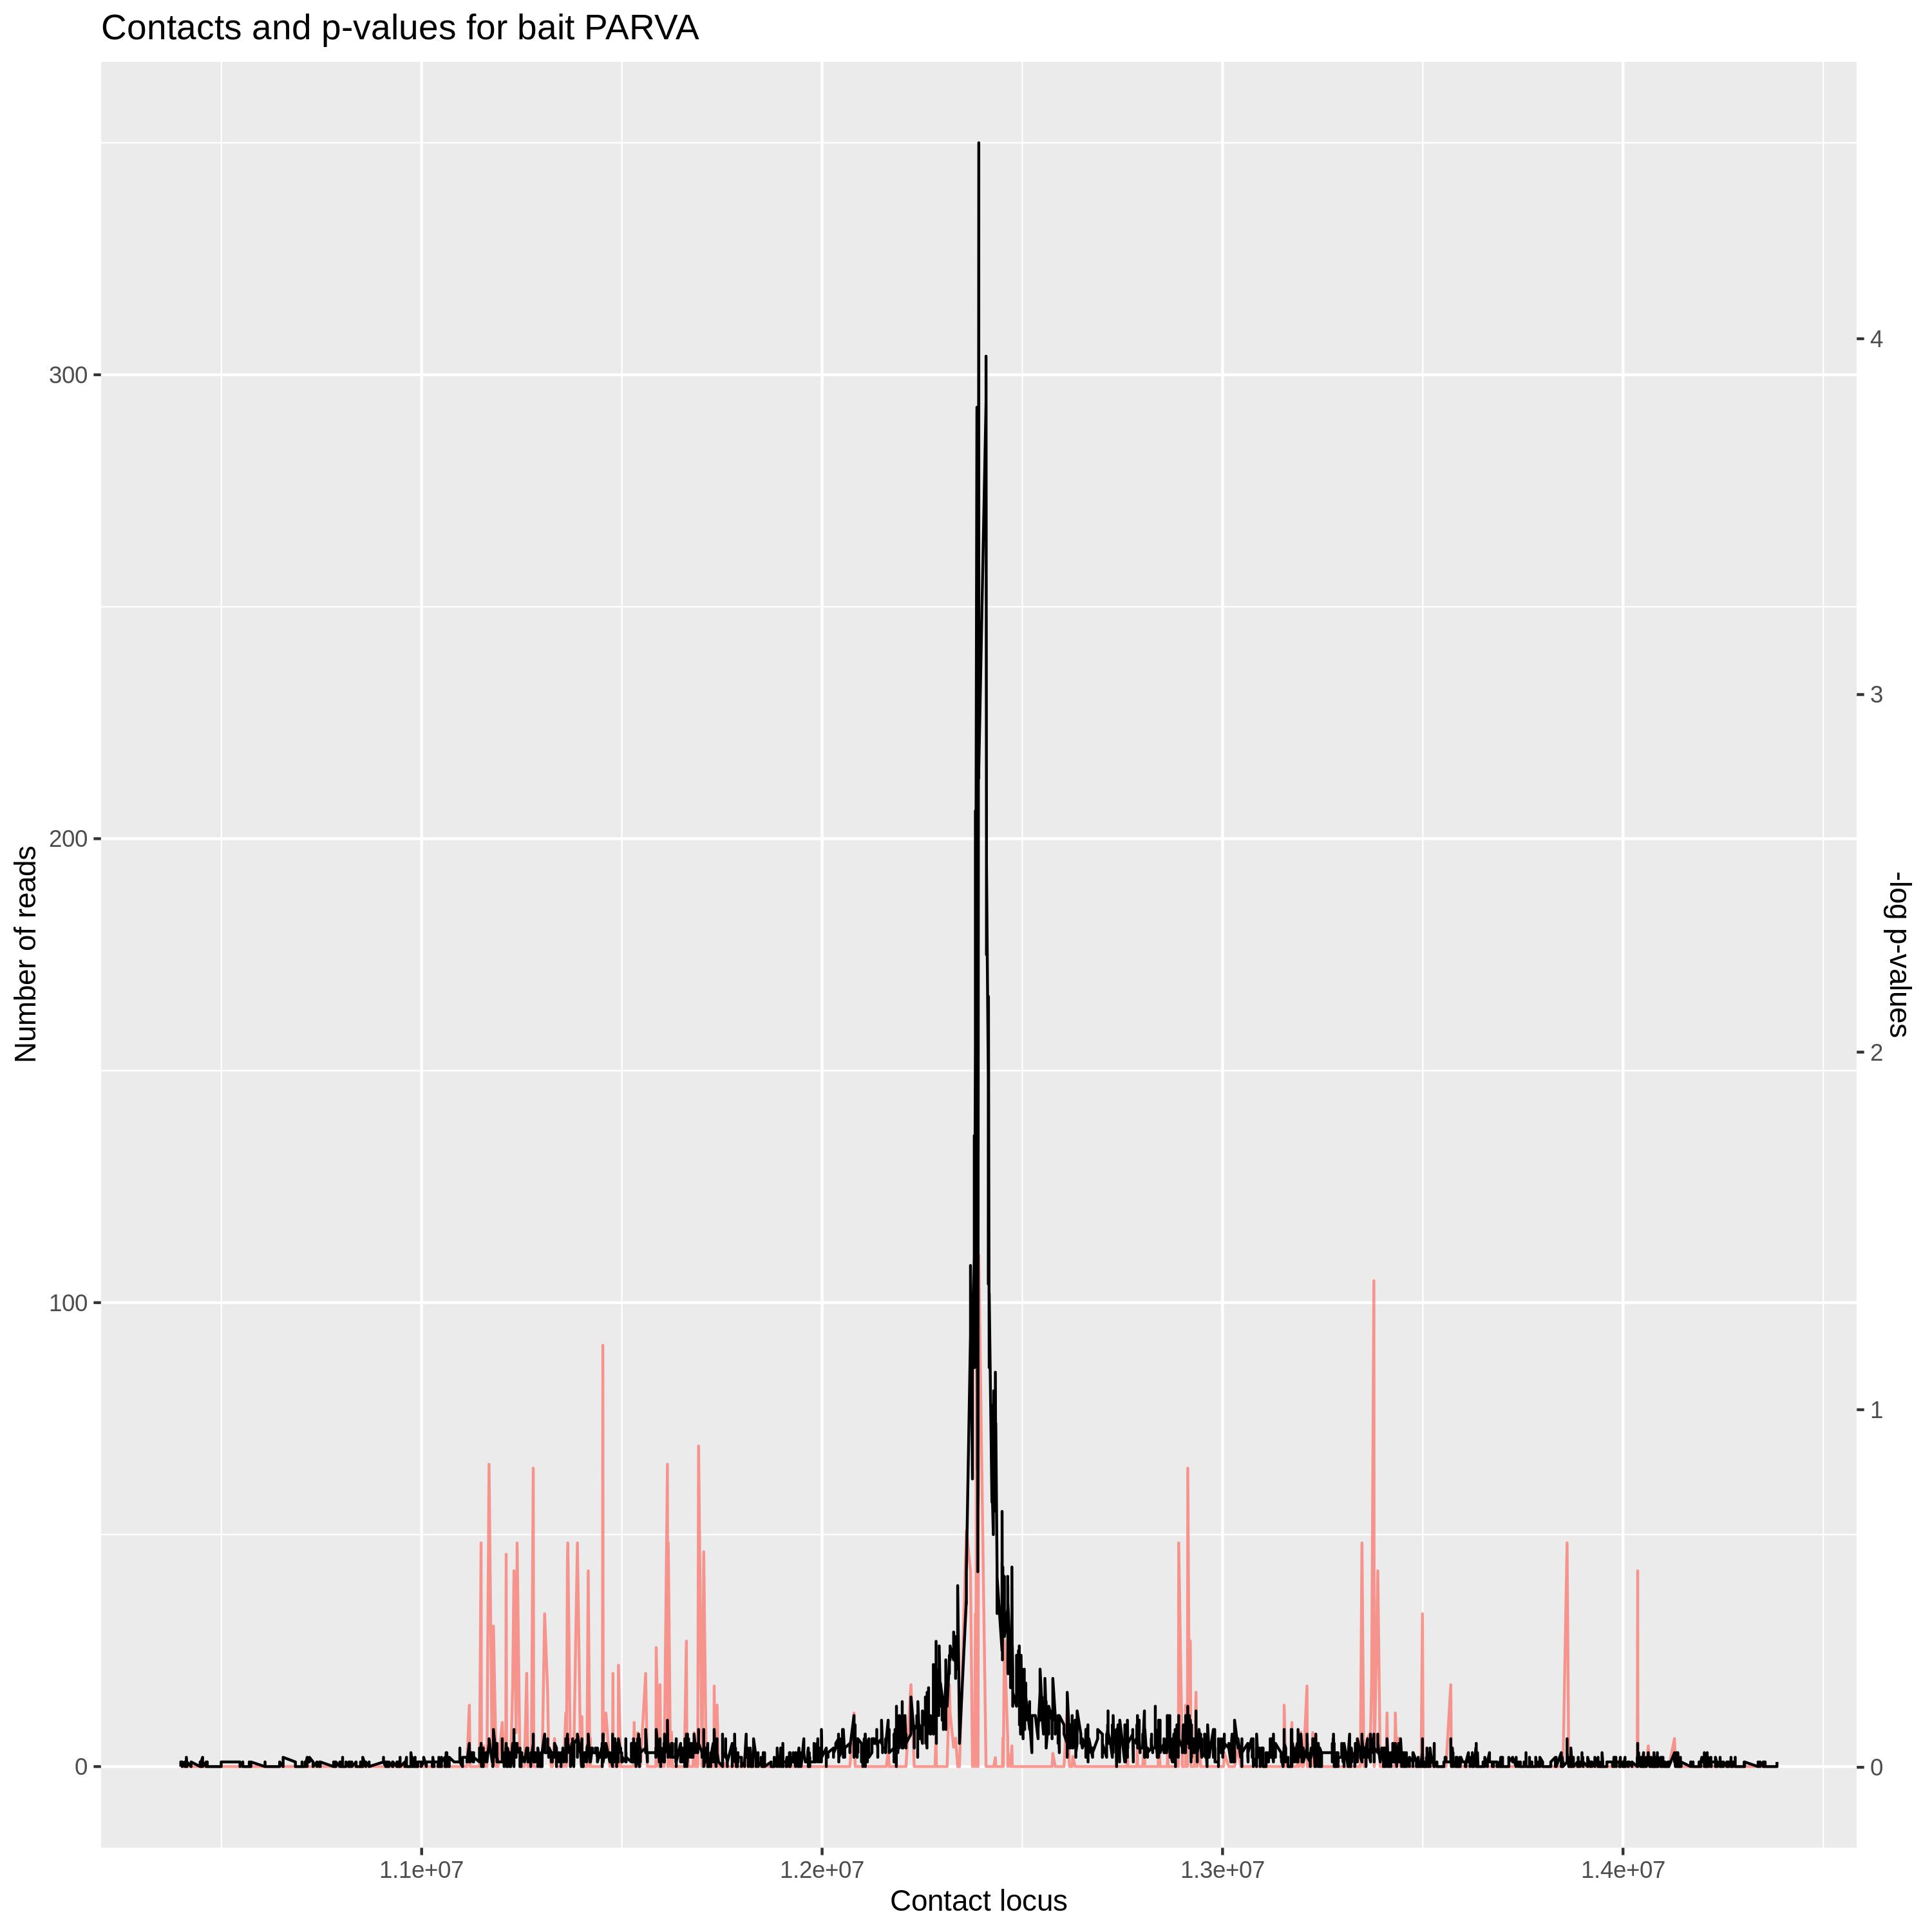 Contacts and p-values for bait PARVA
Number of reads
300
200
100
0
4
3
2
1
0
-log p-values
1.1e+07
1.2e+07
1.3e+07
1.4e+07
Contact locus